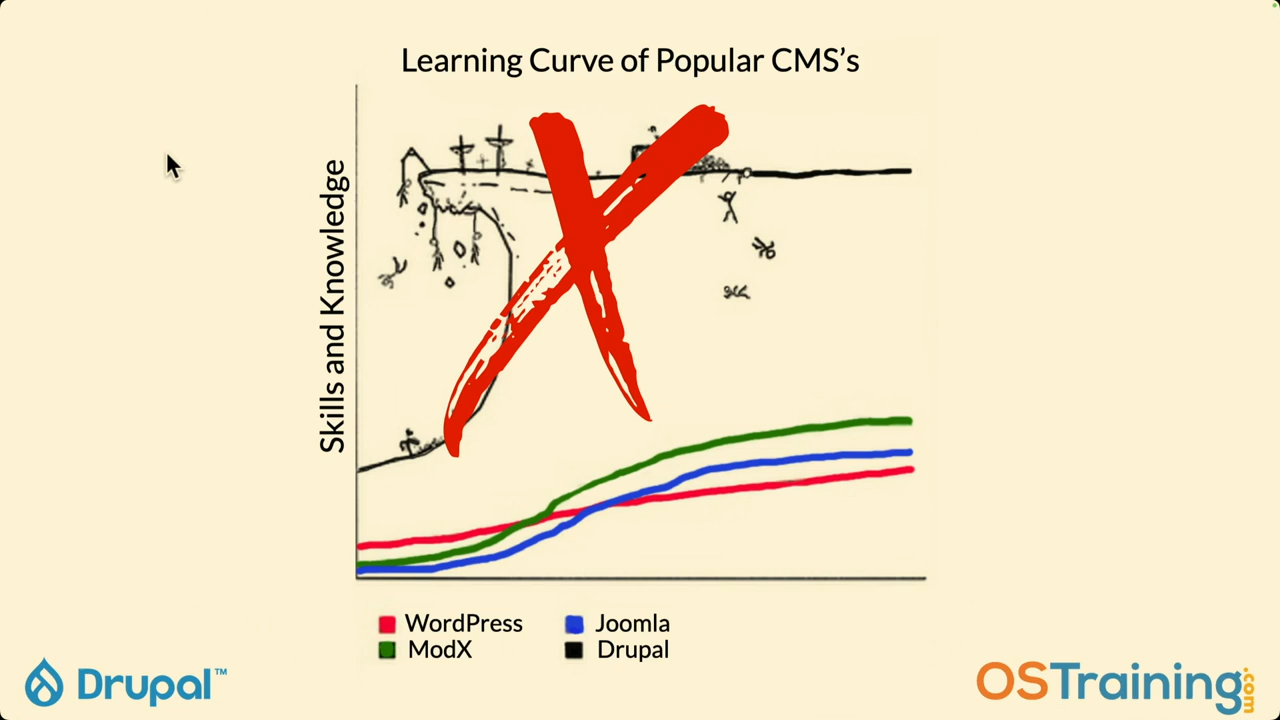 Learning Curve of Popular CMS's
Skills and Knowledge
WordPress
Joomla
ModX
Drupal
Drupal™
OSTraining.com